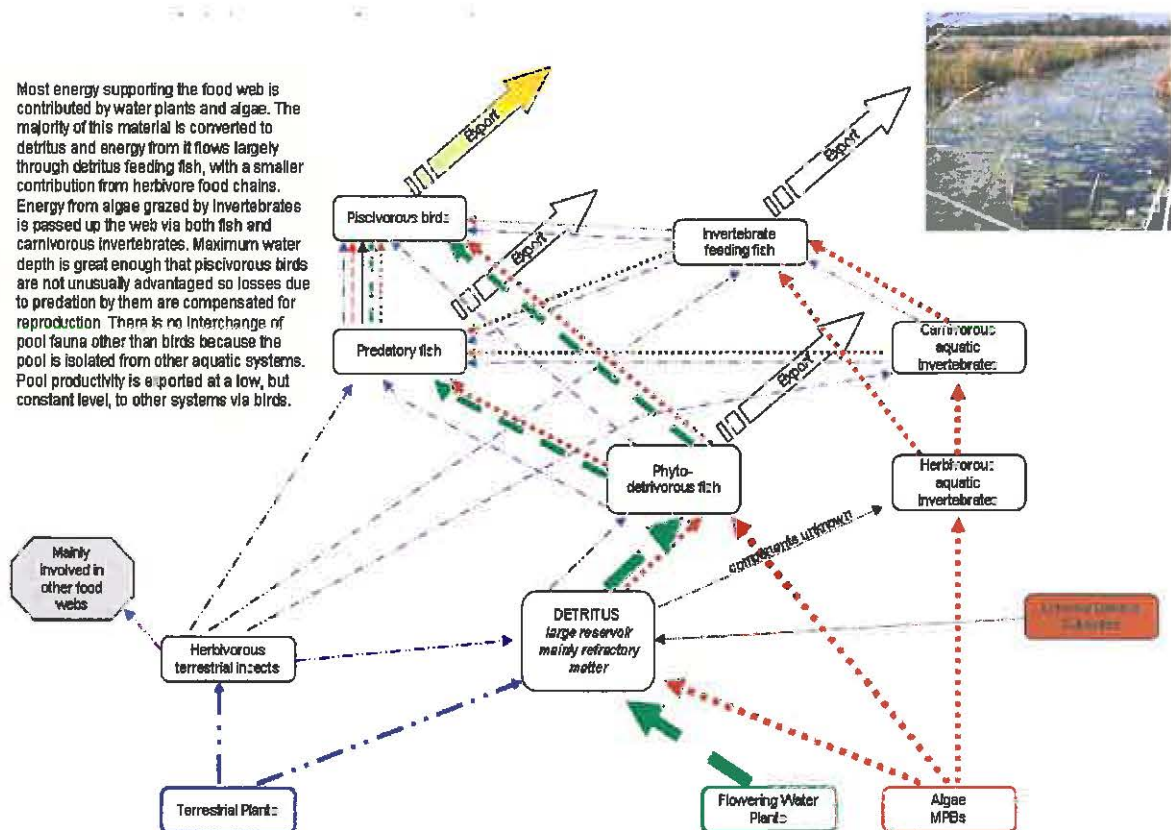 Most energy supporting the food web is
contributed by water plants and algae. The
majority of this material is converted to
detritus and energy from it flows largely
through detritus feeding fish, with a smaller
contribution from herbivore food chains.
Energy from algae grazed by invertebrates
is passed up the web via both fish and
carnivorous invertebrates. Maximum water
depth is great enough that piscivorous birds
are not unusually advantaged so losses due
to predation by them are compensated for
reproduction. There is no interchange of
pool fauna other than birds because the
pool is isolated from other aquatic systems.
Pool productivity is exported at a low, but
constant level, to other systems via birds.
Export
Export
Export
Export
Piscivorous birds
Invertebrate
feeding fish
Predatory fish
Carnivorous
aquatic
invertebrates
Phyto-
detrivorous fish
Herbivorous
aquatic
invertebrates
components unknown
Mainly
involved in
other food
webs
DETRITUS
large reservoir
mainly refractory
matter
Herbivorous
terrestrial insects
Terrestrial Plants
Flowering Water
Plants
Algae
MPBs